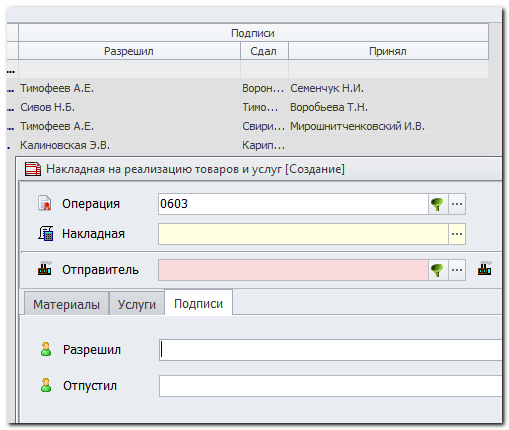 Подписи
Разрешил Сдал Принял
...
... Тимофеев А.Е. Ворон... Семенчук Н.И.
... Сивов Н.Б. Тимо... Воробьева Т.Н.
... Тимофеев А.Е. Свири... Мирошнитченковский И.В.
. Калиновская Э.В. Карип...
Накладная на реализацию товаров и услуг [Создание]
Операция 0603 ...
Накладная ...
Отправитель ...
Материалы Услуги Подписи
Разрешил
Отпустил